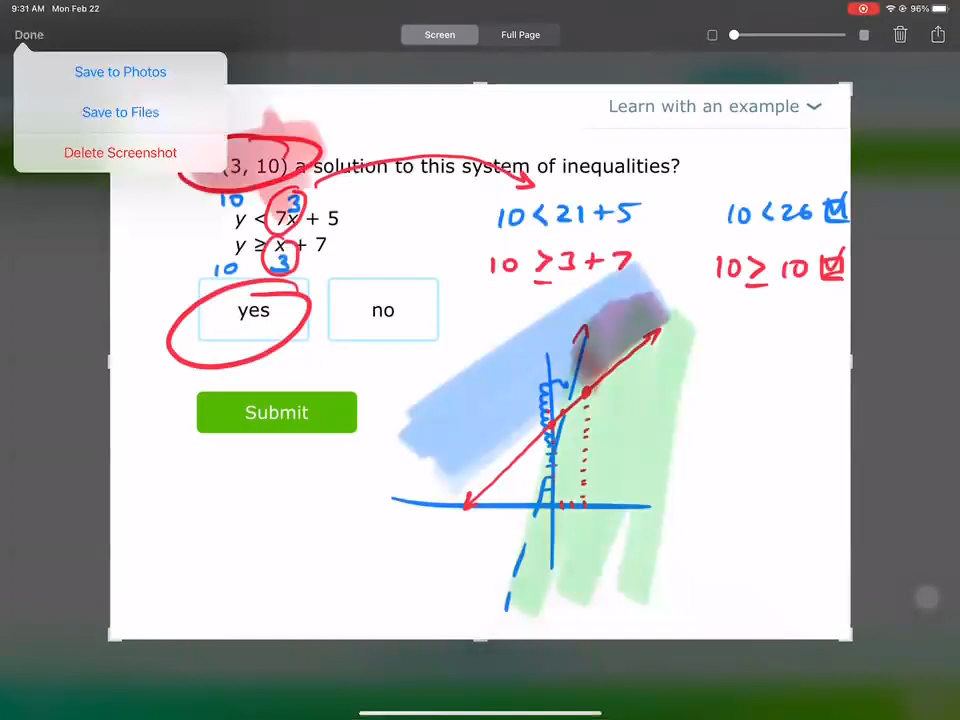 9:31 AM Mon Feb 22
96%
Done
Screen
Full Page
Save to Photos
Save to Files
Delete Screenshot
Learn with an example
(3, 10) a solution to this system of inequalities?
10 3
y < 7x + 5
y ≥ x + 7
10 3
10 < 21 + 5
10 < 26
10 ≥ 3 + 7
10 ≥ 10
yes
no
Submit